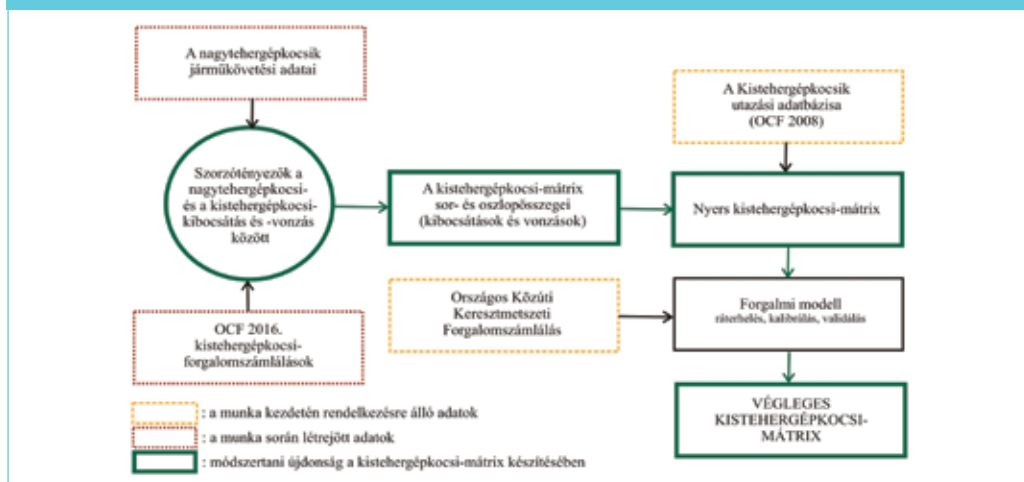 A nagytehergépkocsik
járműkövetési adatai
A Kistehergépkocsik
utazási adatbázisa
(OCF 2008)
Szorzótényezők a
nagytehergépkocsi-
és a kistehergépkocsi-
kibocsátás és -vonzás
között
A kistehergépkocsi-mátrix
sor- és oszlopösszegei
(kibocsátások és vonzások)
Nyers kistehergépkocsi-mátrix
Országos Közúti
Keresztmetszeti
Forgalomszámlálás
Forgalmi modell
ráterhelés, kalibrálás, validálás
OCF 2016.
kistehergépkocsi-
forgalomszámlálások
VÉGLEGES
KISTEHERGÉPKOCSI-
MÁTRIX
: a munka kezdetén rendelkezésre álló adatok
: a munka során létrejött adatok
: módszertani újdonság a kistehergépkocsi-mátrix készítésében